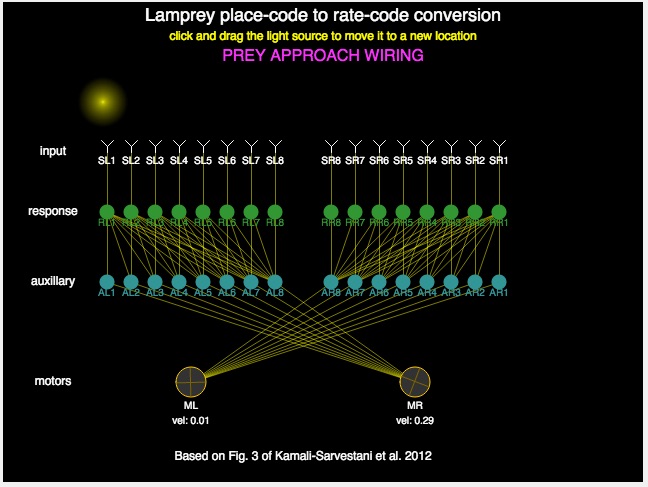 Lamprey place-code to rate-code conversion
click and drag the light source to move it to a new location
PREY APPROACH WIRING
input
SL1 SL2 SL3 SL4 SL5 SL6 SL7 SL8 SR8 SR7 SR6 SR5 SR4 SR3 SR2 SR1
response
RL1 RL2 RL3 RL4 RL5 RL6 RL7 RL8 RR8 RR7 RR6 RR5 RR4 RR3 RR2 RR1
auxillary
AL1 AL2 AL3 AL4 AL5 AL6 AL7 AL8 AR8 AR7 AR6 AR5 AR4 AR3 AR2 AR1
motors
ML MR
vel: 0.01 vel: 0.29
Based on Fig. 3 of Kamali-Sarvestani et al. 2012